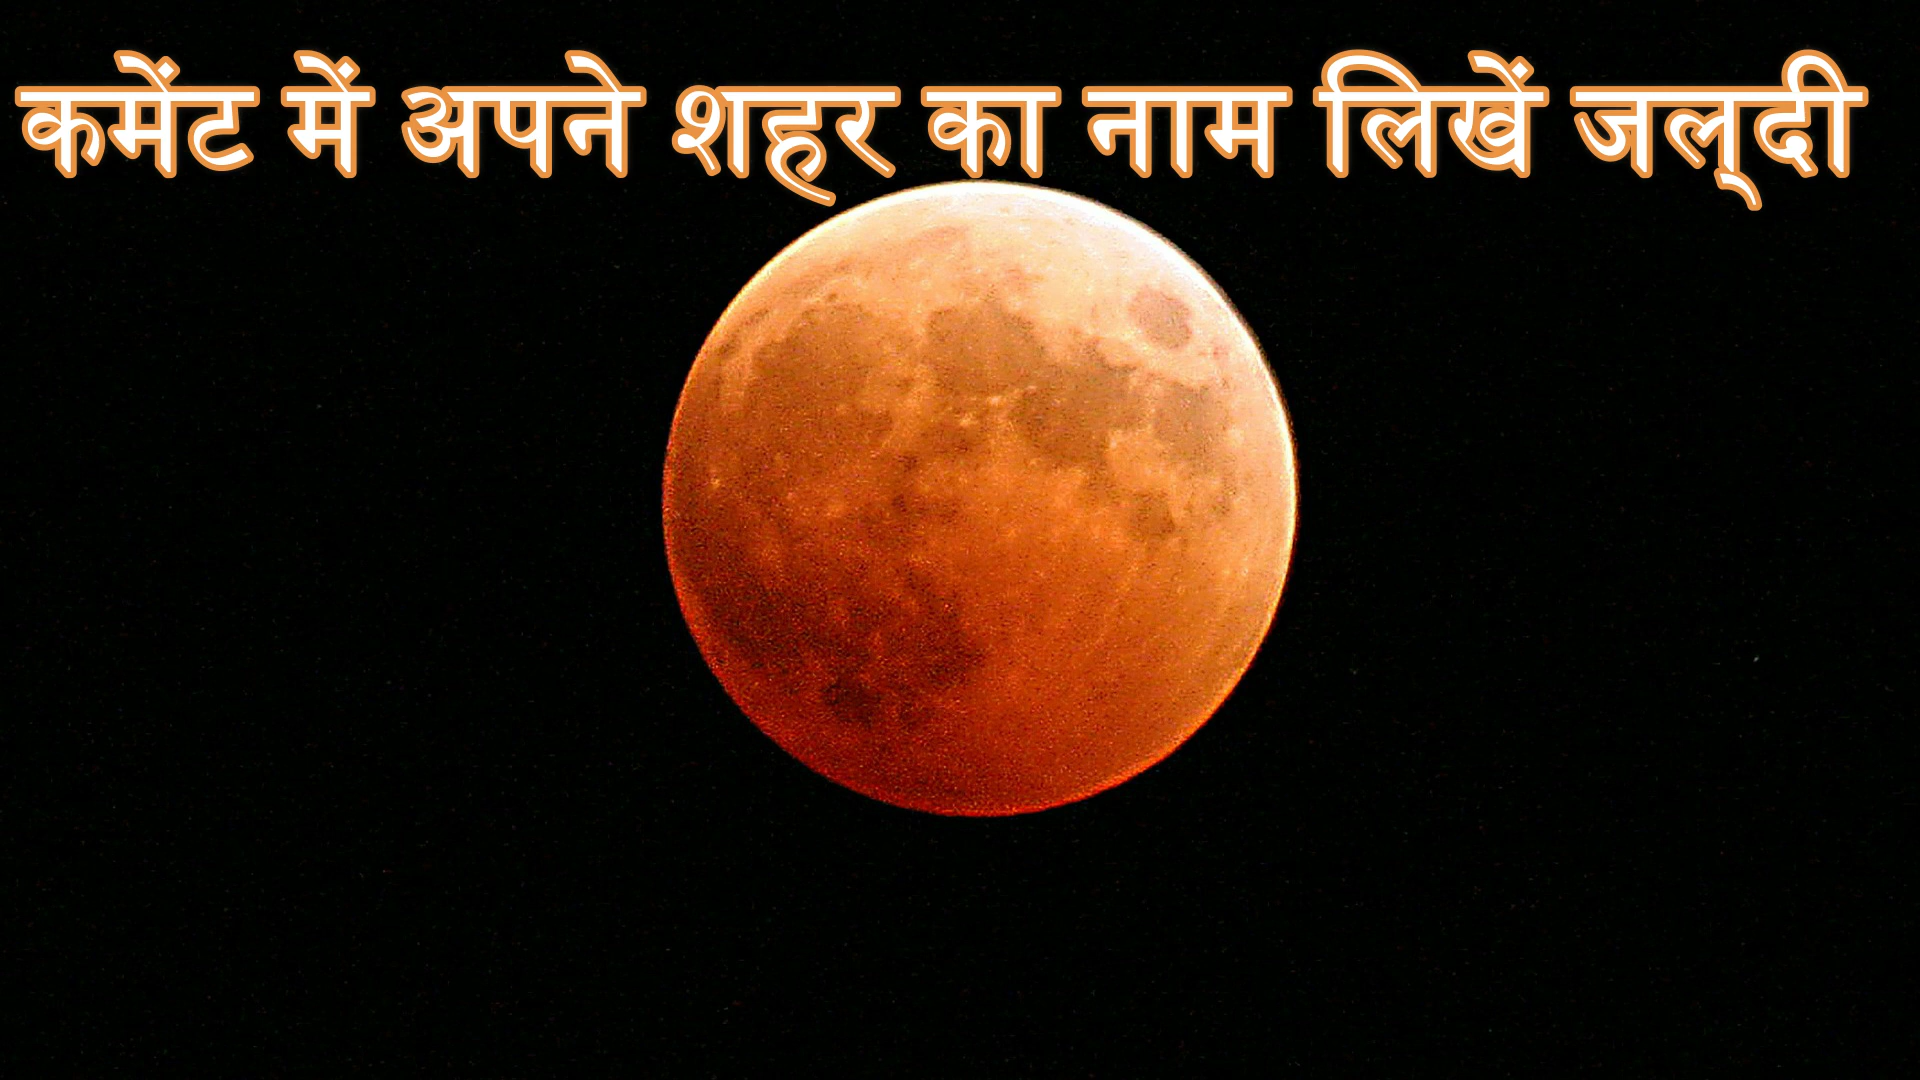 कमेंट में अपने शहर का नाम लिखें जल्‌दी